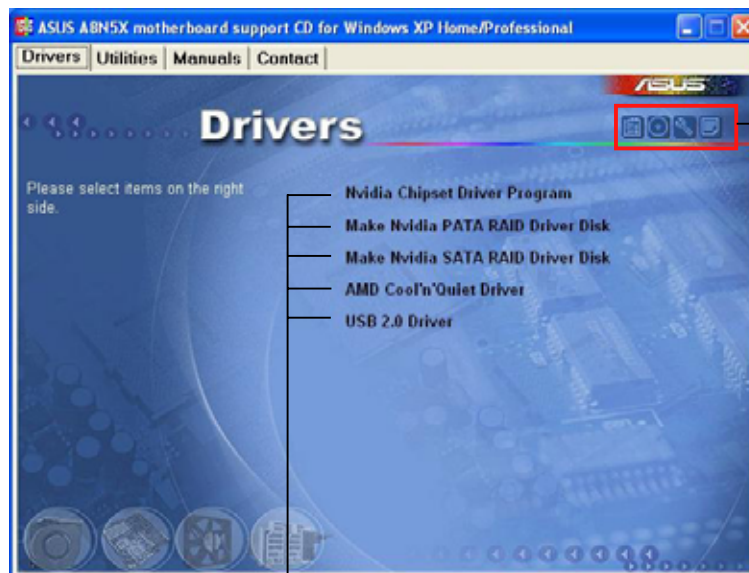 ASUS A8N5X motherboard support CD for Windows XP Home/Professional
Drivers Utilities Manuals Contact
ASUS
Drivers
Please select items on the right
side.
Nvidia Chipset Driver Program
Make Nvidia PATA RAID Driver Disk
Make Nvidia SATA RAID Driver Disk
AMD Cool'n'Quiet Driver
USB 2.0 Driver